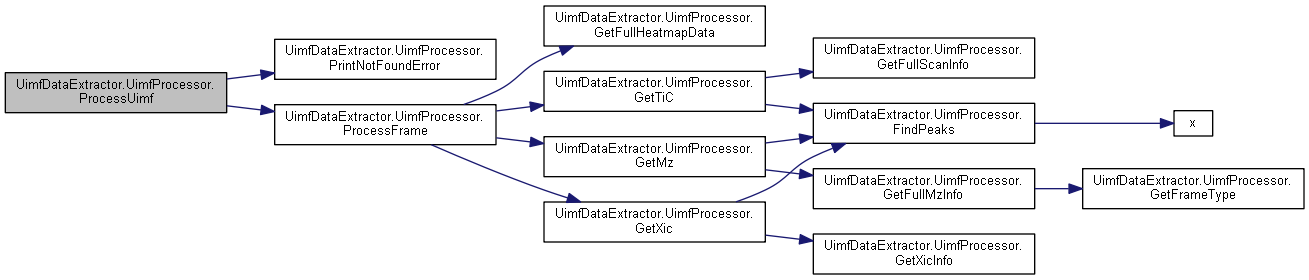 UimfDataExtractor.UimfProcessor.
ProcessUimf
UimfDataExtractor.UimfProcessor.
PrintNotFoundError
UimfDataExtractor.UimfProcessor.
ProcessFrame
UimfDataExtractor.UimfProcessor.
GetFullHeatmapData
UimfDataExtractor.UimfProcessor.
GetTiC
UimfDataExtractor.UimfProcessor.
GetMz
UimfDataExtractor.UimfProcessor.
GetXic
UimfDataExtractor.UimfProcessor.
GetFullScanInfo
UimfDataExtractor.UimfProcessor.
FindPeaks
UimfDataExtractor.UimfProcessor.
GetFullMzInfo
UimfDataExtractor.UimfProcessor.
GetXicInfo
x
UimfDataExtractor.UimfProcessor.
GetFrameType